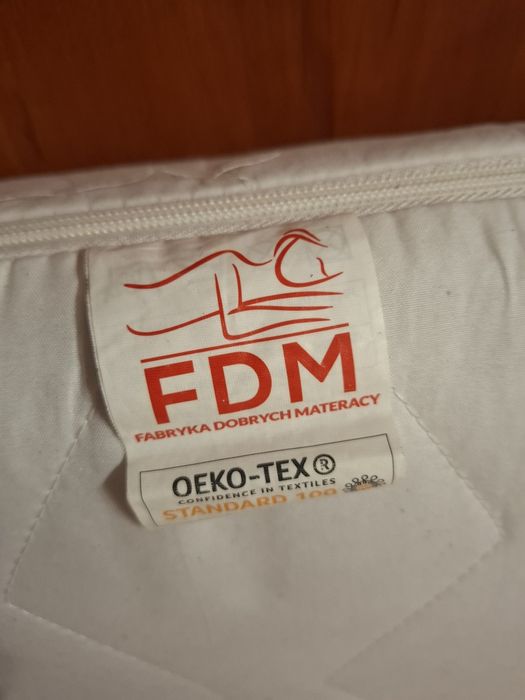 FDM
FABRYKA DOBRYCH MATERACY
OEKO-TEX®
CONFIDENCE IN TEXTILES
STANDARD 100